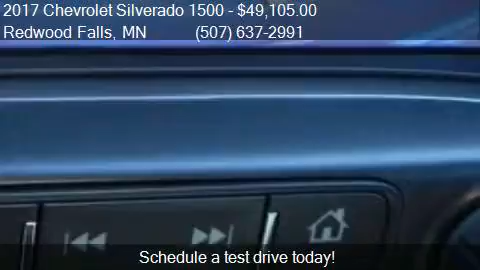 2017 Chevrolet Silverado 1500 - $49,105.00
Redwood Falls, MN (507) 637-2991
Schedule a test drive today!